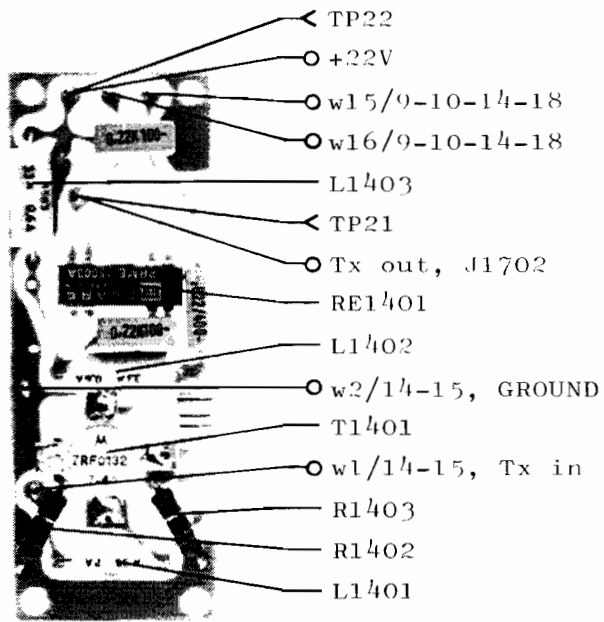 TP22
+22V
w15/9-10-14-18
w16/9-10-14-18
L1403
TP21
Tx out, J1702
RE1401
L1402
w2/14-15, GROUND
T1401
w1/14-15, Tx in
R1403
R1402
L1401
0.22K100-
0.22K100-
ZRF0132